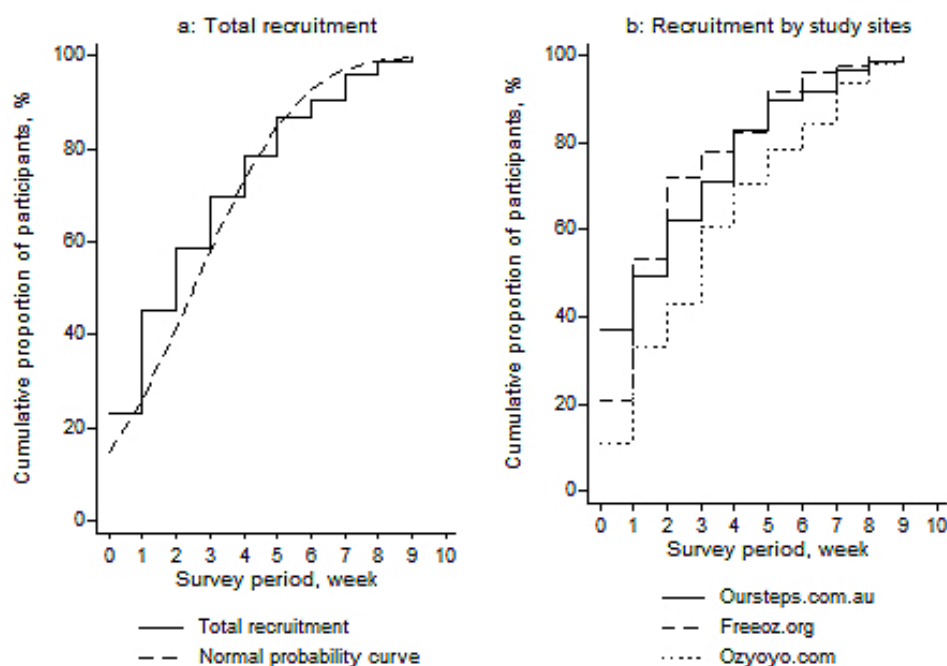 a: Total recruitment
Cumulative proportion of participants, %
100
80
60
40
20
0
0 1 2 3 4 5 6 7 8 9 10
Survey period, week
Total recruitment
Normal probability curve
b: Recruitment by study sites
Cumulative proportion of participants, %
100
80
60
40
20
0
0 1 2 3 4 5 6 7 8 9 10
Survey period, week
Oursteps.com.au
Freeoz.org
Ozyoyo.com